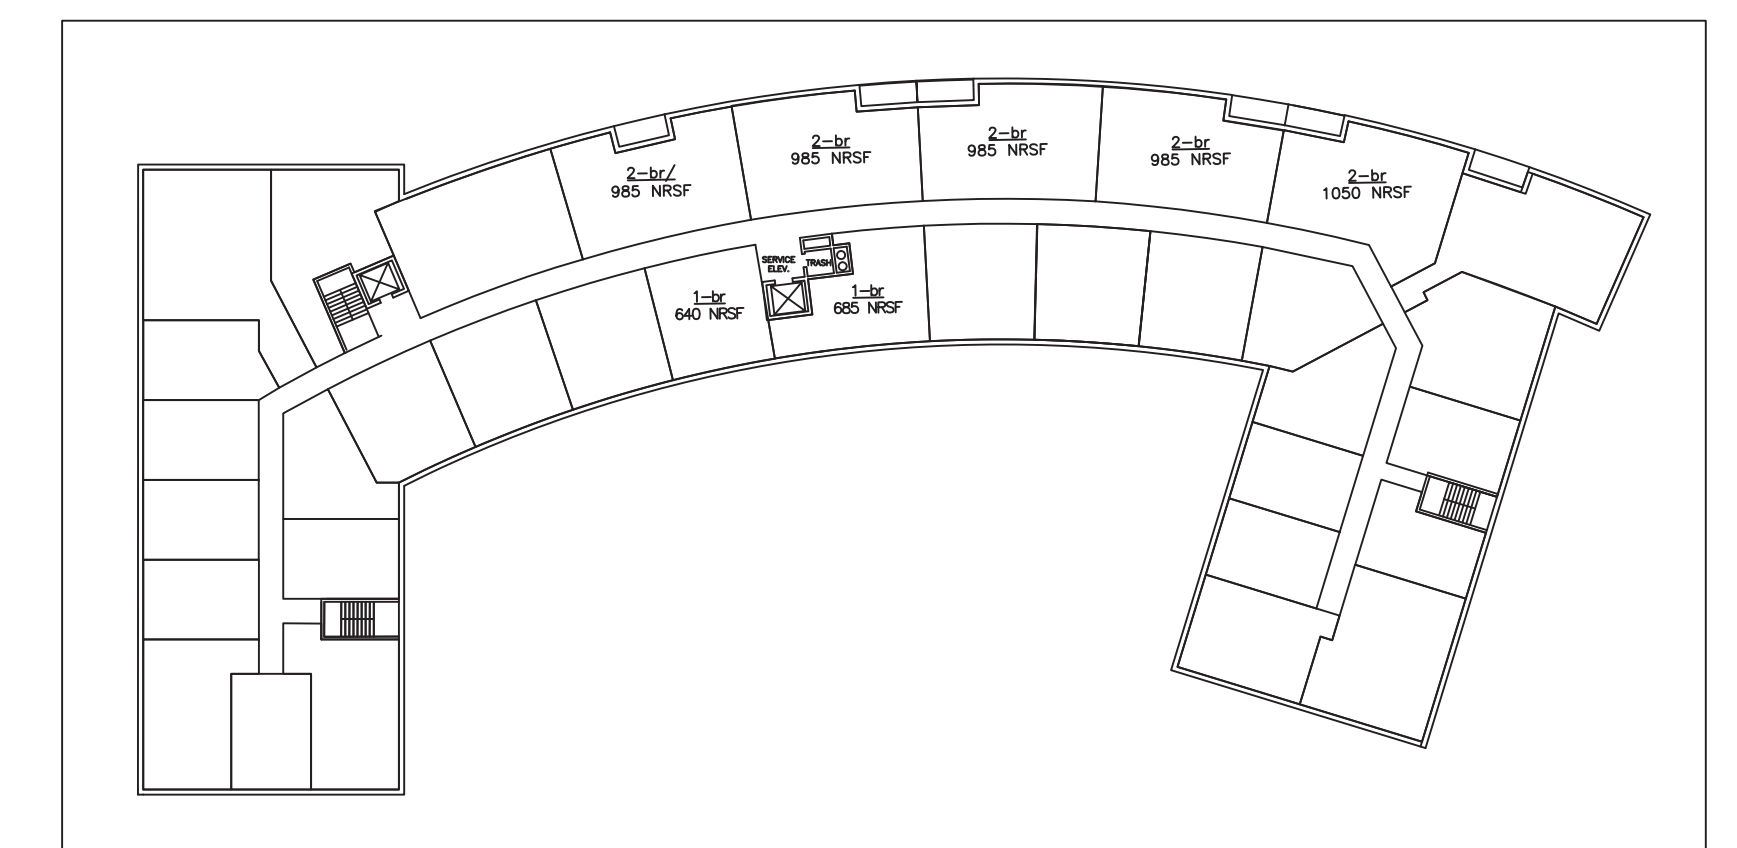 2-br/
985 NRSF
2-br
985 NRSF
2-br
985 NRSF
2-br
985 NRSF
2-br
1050 NRSF
1-br
640 NRSF
SERVICE
ELEV.
TRASH
1-br
685 NRSF